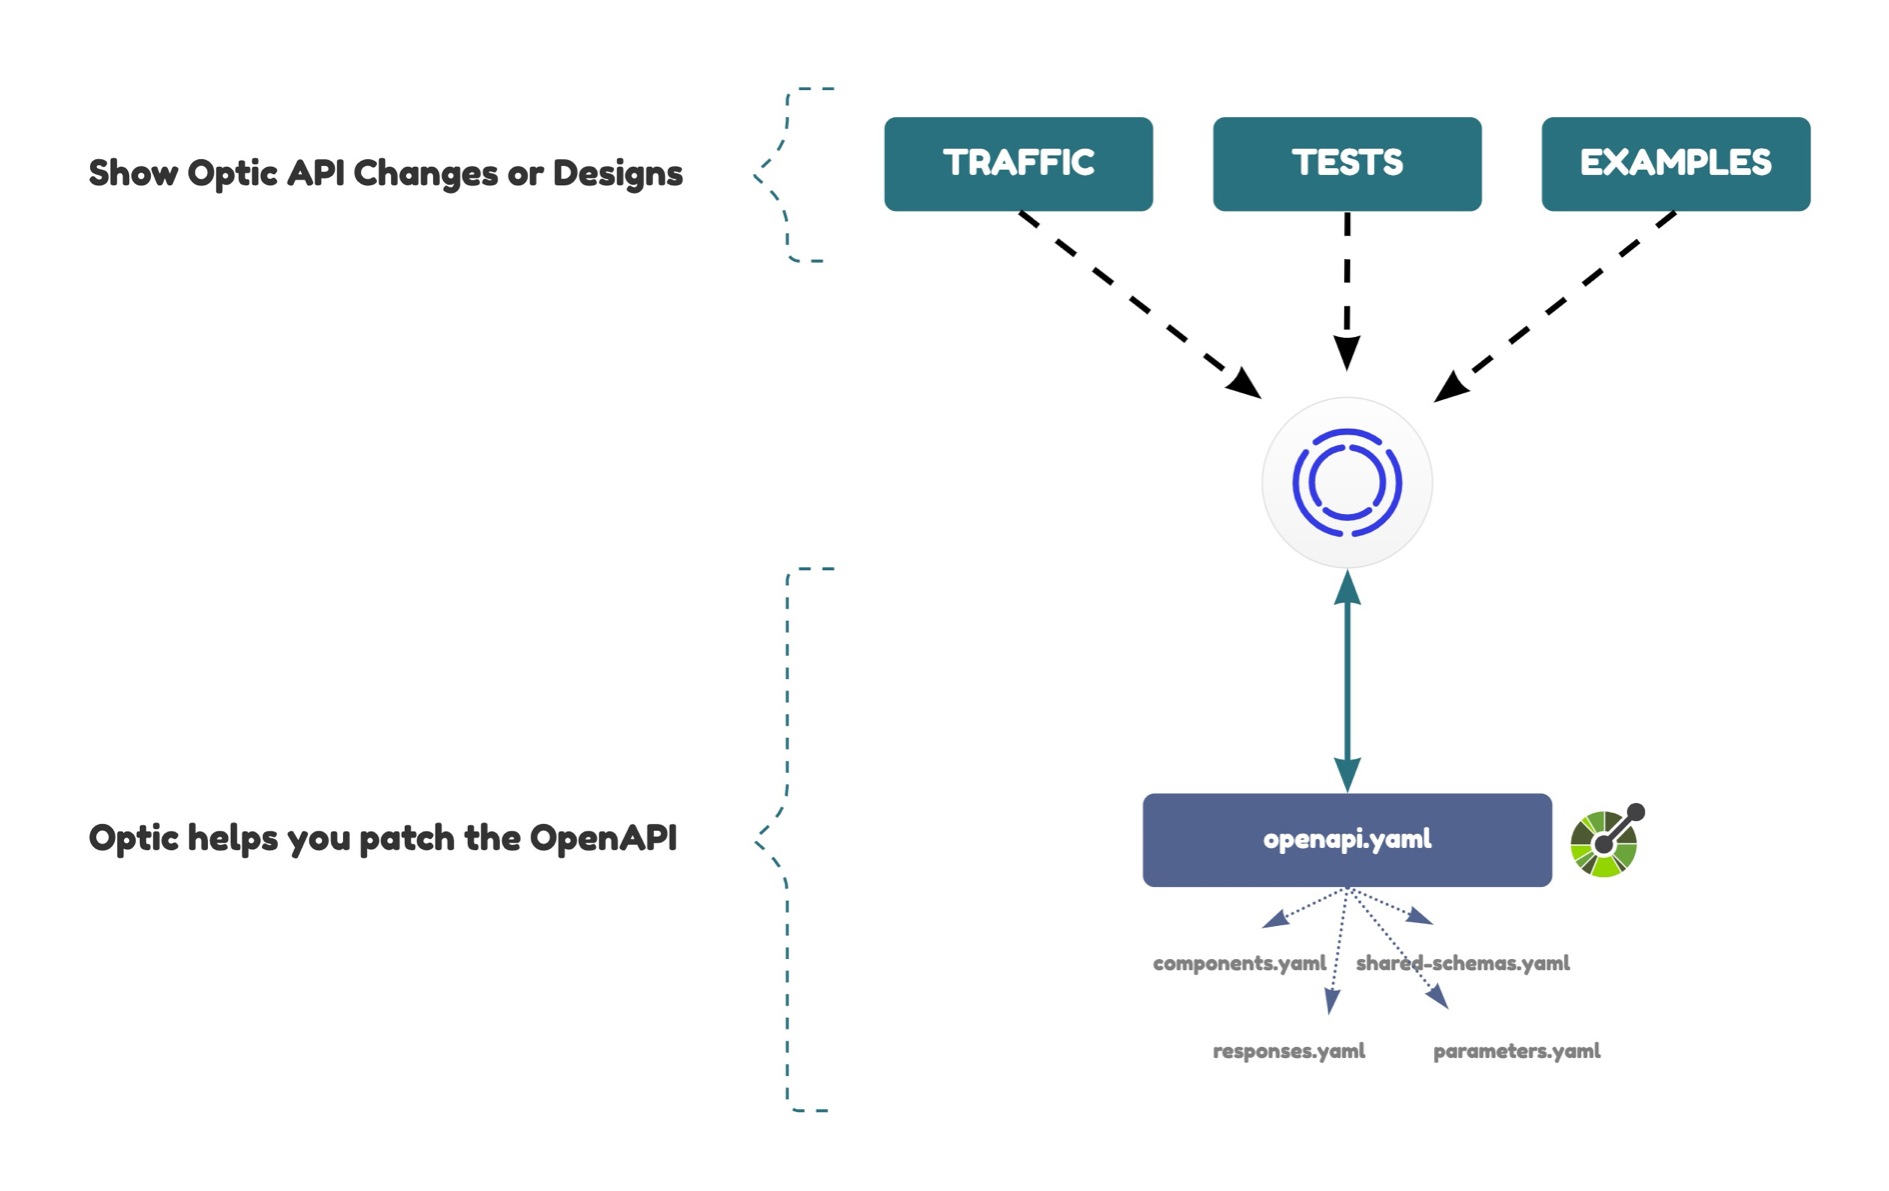 Show Optic API Changes or Designs
TRAFFIC
TESTS
EXAMPLES
Optic helps you patch the OpenAPI
openapi.yaml
components.yaml
shared-schemas.yaml
responses.yaml
parameters.yaml